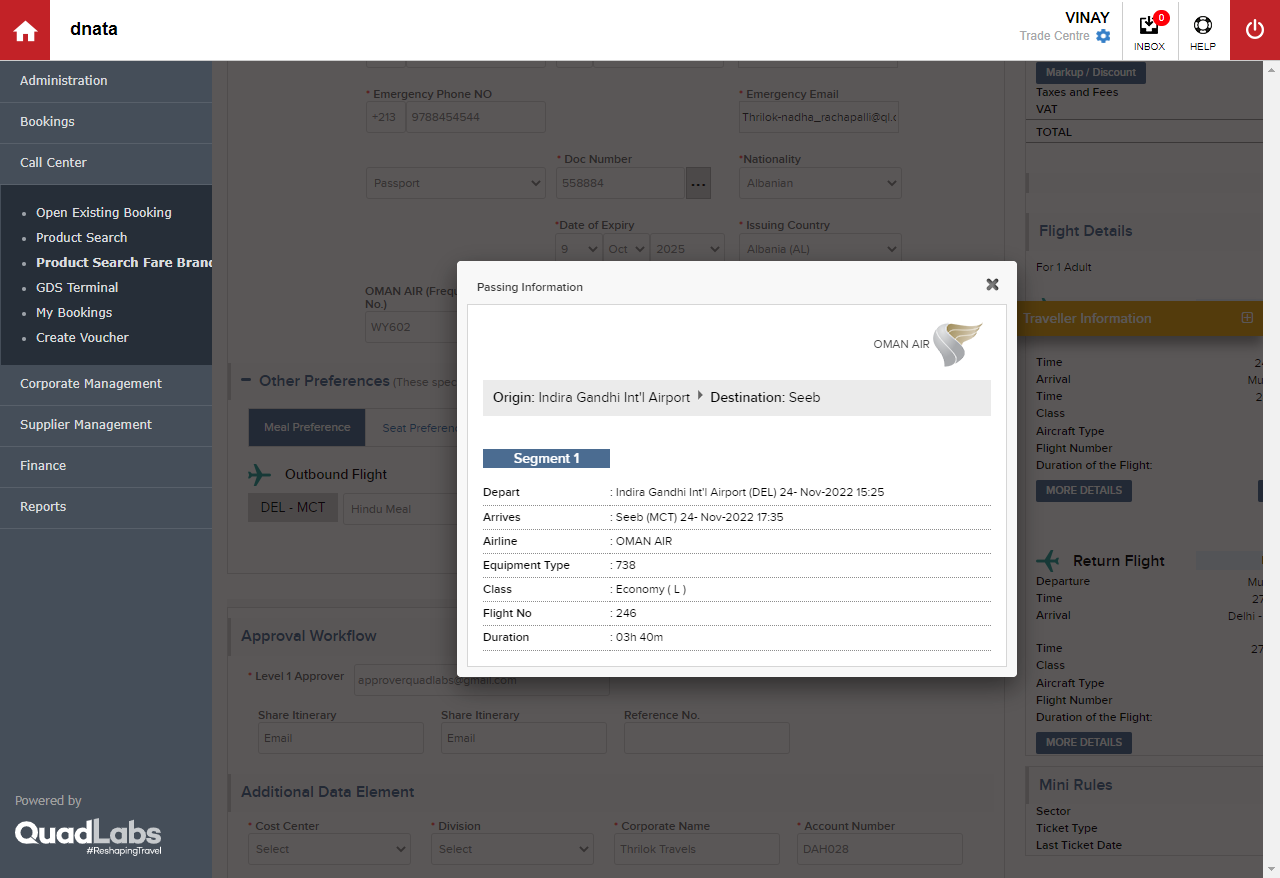 dnata
VINAY
Trade Centre
0
INBOX
HELP
Administration
Bookings
Call Center
Open Existing Booking
Product Search
Product Search Fare Brand
GDS Terminal
My Bookings
Create Voucher
Corporate Management
Supplier Management
Finance
Reports
Powered by
QuadLabs
#ReshapingTravel
* Emergency Phone NO
* Emergency Email
+213 9788454544
Thrilok-nadha_rachapalli@ql.c
* Doc Number
*Nationality
Passport
558884
...
Albanian
*Date of Expiry
* Issuing Country
9 Oct 2025
Albania (AL)
OMAN AIR (Frequ
No.)
WY602
Other Preferences (These spec
Meal Preference
Seat Preferenc
Outbound Flight
DEL - MCT
Hindu Meal
Approval Workflow
* Level 1 Approver
approverquadlabs@gmail.com
Share Itinerary
Share Itinerary
Reference No.
Email
Email
Additional Data Element
* Cost Center
* Division
* Corporate Name
* Account Number
Select
Select
Thrilok Travels
DAH028
Passing Information
OMAN AIR
Origin: Indira Gandhi Int'l Airport Destination: Seeb
Segment 1
Depart : Indira Gandhi Int'l Airport (DEL) 24- Nov-2022 15:25
Arrives : Seeb (MCT) 24- Nov-2022 17:35
Airline : OMAN AIR
Equipment Type : 738
Class : Economy ( L )
Flight No : 246
Duration : 03h 40m
Markup / Discount
Taxes and Fees
VAT
TOTAL
Flight Details
For 1 Adult
Traveller Information
Time 24
Arrival Mu
Time 2
Class
Aircraft Type
Flight Number
Duration of the Flight:
MORE DETAILS
Return Flight
Departure Mu
Time 27
Arrival Delhi -
Time 27
Class
Aircraft Type
Flight Number
Duration of the Flight:
MORE DETAILS
Mini Rules
Sector
Ticket Type
Last Ticket Date